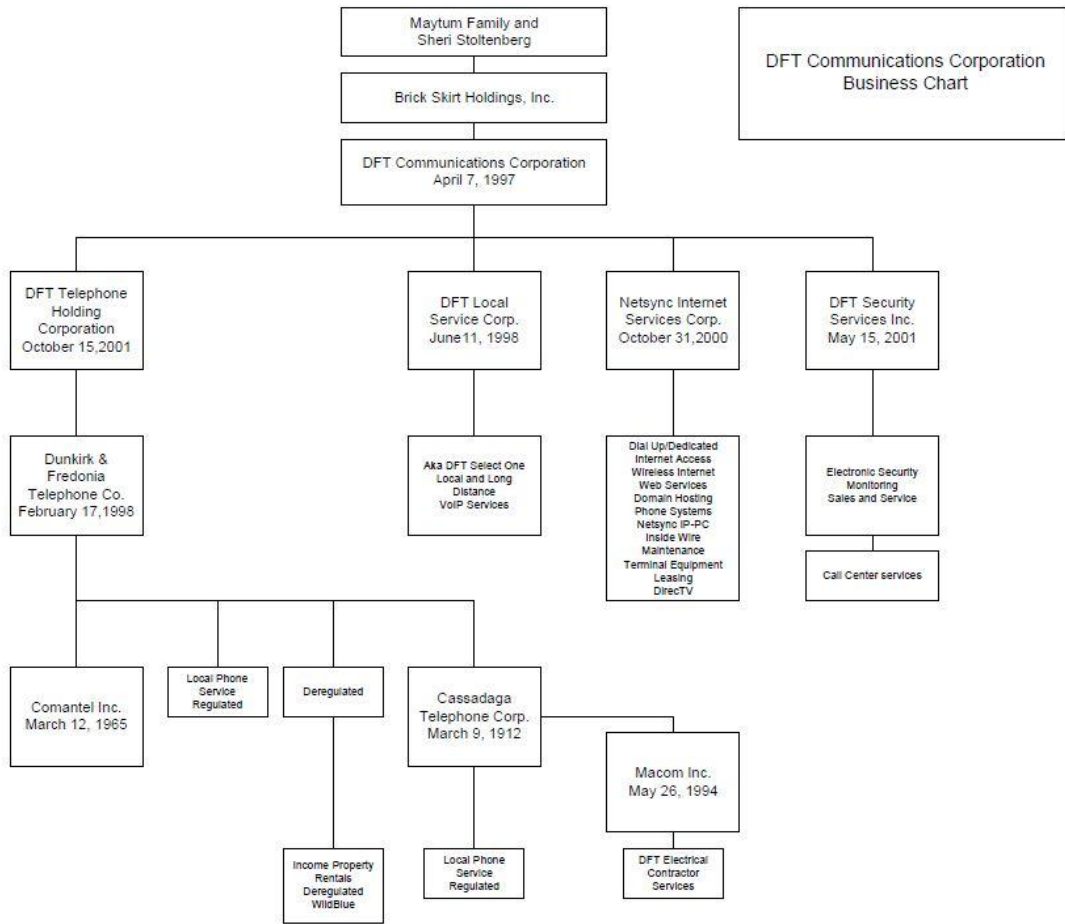 Maytum Family and
Sheri Stoltenberg
DFT Communications Corporation
Business Chart
Brick Skirt Holdings, Inc.
DFT Communications Corporation
April 7, 1997
DFT Telephone
Holding
Corporation
October 15,2001
DFT Local
Service Corp.
June11, 1998
Netsync Internet
Services Corp.
October 31,2000
DFT Security
Services Inc.
May 15, 2001
Dunkirk &
Fredonia
Telephone Co.
February 17,1998
Aka DFT Select One
Local and Long
Distance
VoIP Services
Dial Up/Dedicated
Internet Access
Wireless Internet
Web Services
Domain Hosting
Phone Systems
Netsync IP-PC
Inside Wire
Maintenance
Terminal Equipment
Leasing
DirecTV
Electronic Security
Monitoring
Sales and Service
Call Center services
Comantel Inc.
March 12, 1965
Local Phone
Service
Regulated
Deregulated
Cassadaga
Telephone Corp.
March 9, 1912
Macom Inc.
May 26, 1994
Income Property
Rentals
Deregulated
WildBlue
Local Phone
Service
Regulated
DFT Electrical
Contractor
Services